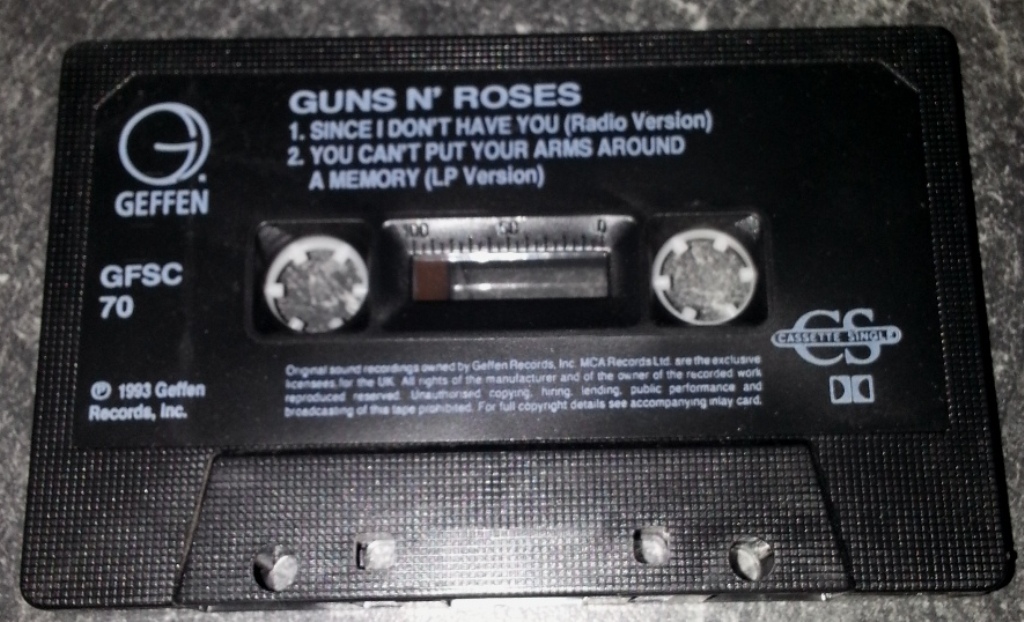 GUNS N' ROSES
1. SINCE I DON'T HAVE YOU (Radio Version)
2. YOU CAN'T PUT YOUR ARMS AROUND
A MEMORY (LP Version)
G
GEFFEN
GFSC
70
100 50 0
CS
CASSETTE SINGLE
℗ 1993 Geffen
Records, Inc.
Original sound recordings owned by Geffen Records, Inc. MCA Records Ltd. are the exclusive
licensees for the UK. All rights of the manufacturer and of the owner of the recorded work
reproduced reserved. Unauthorised copying, hiring, lending, public performance and
broadcasting of this tape prohibited. For full copyright details see accompanying inlay card.